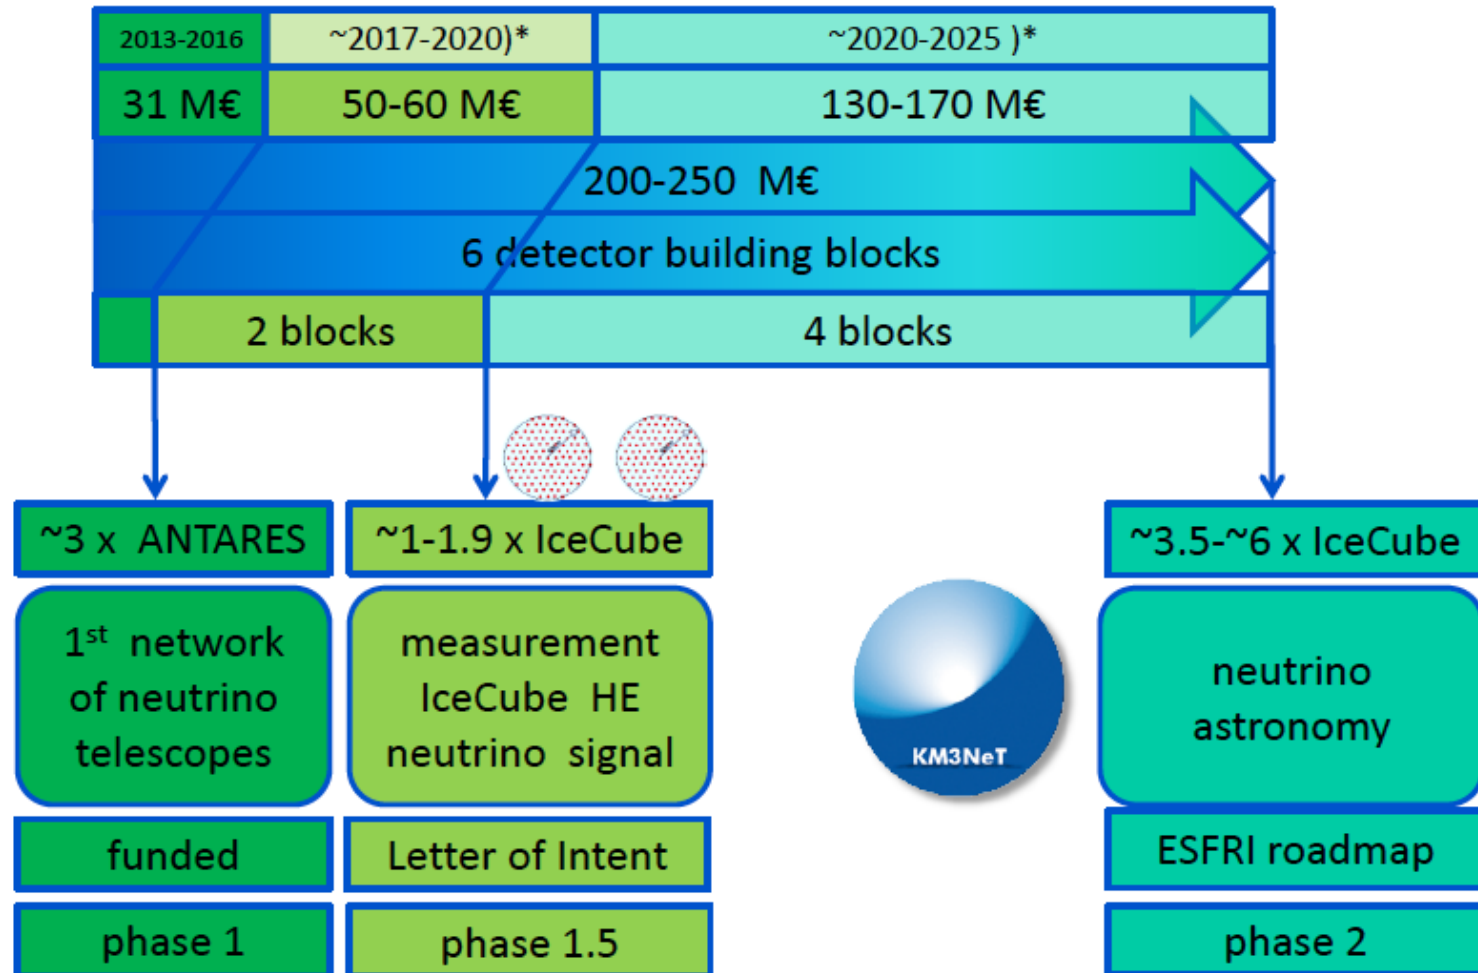 2013-2016
~2017-2020)*
~2020-2025 )*
31 M€
50-60 M€
130-170 M€
200-250 M€
6 detector building blocks
2 blocks
4 blocks
~3 x ANTARES
~1-1.9 x IceCube
~3.5-~6 x IceCube
1st network
of neutrino
telescopes
measurement
IceCube HE
neutrino signal
KM3NeT
neutrino
astronomy
funded
Letter of Intent
ESFRI roadmap
phase 1
phase 1.5
phase 2